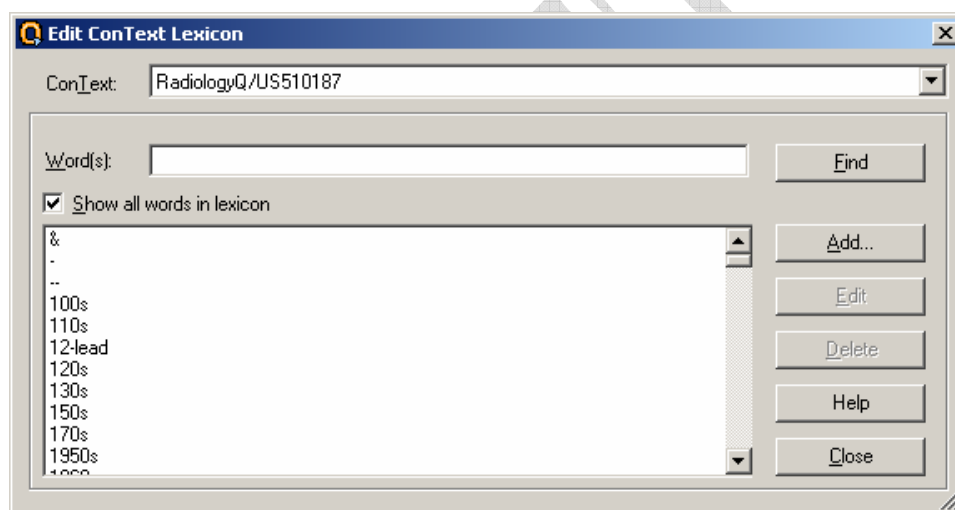 Edit ConText Lexicon
ConText: RadiologyQ/US510187
Word(s): Find
Show all words in lexicon
&
-
--
100s
110s
12-lead
120s
130s
150s
170s
1950s
Add...
Edit
Delete
Help
Close